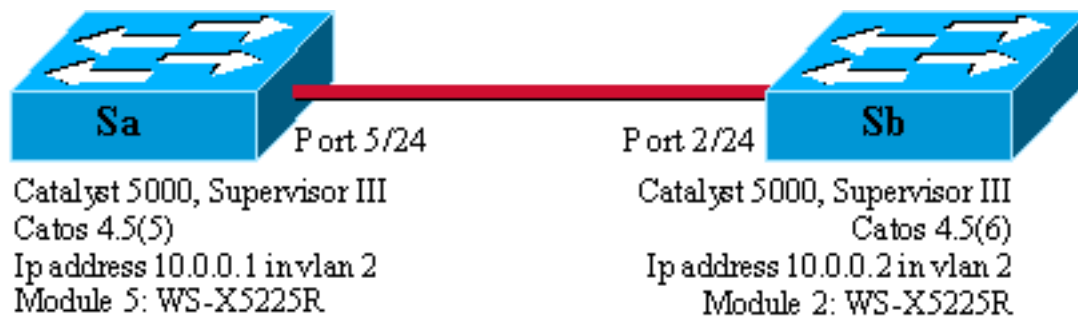 Sa
Sb
Port 5/24
Port 2/24
Catalyst 5000, Supervisor III
Catos 4.5(5)
Ip address 10.0.0.1 in vlan 2
Module 5: WS-X5225R
Catalyst 5000, Supervisor III
Catos 4.5(6)
Ip address 10.0.0.2 in vlan 2
Module 2: WS-X5225R